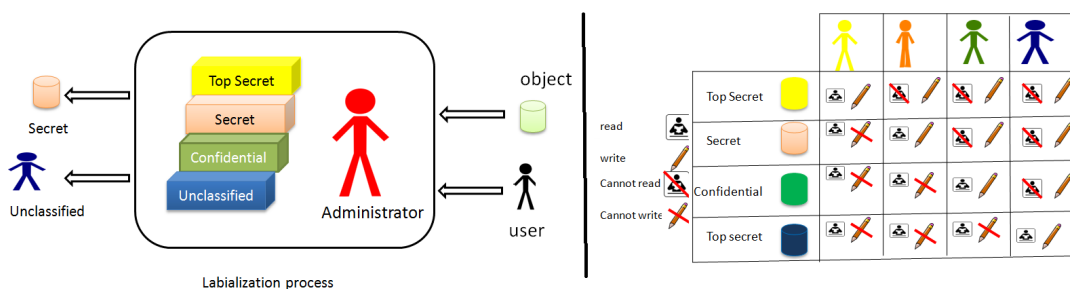 Top Secret
Secret
Confidential
Unclassified
Administrator
object
user
Secret
Unclassified
Labialization process
read
write
Cannot read
Cannot write
Top Secret
Secret
Confidential
Top secret